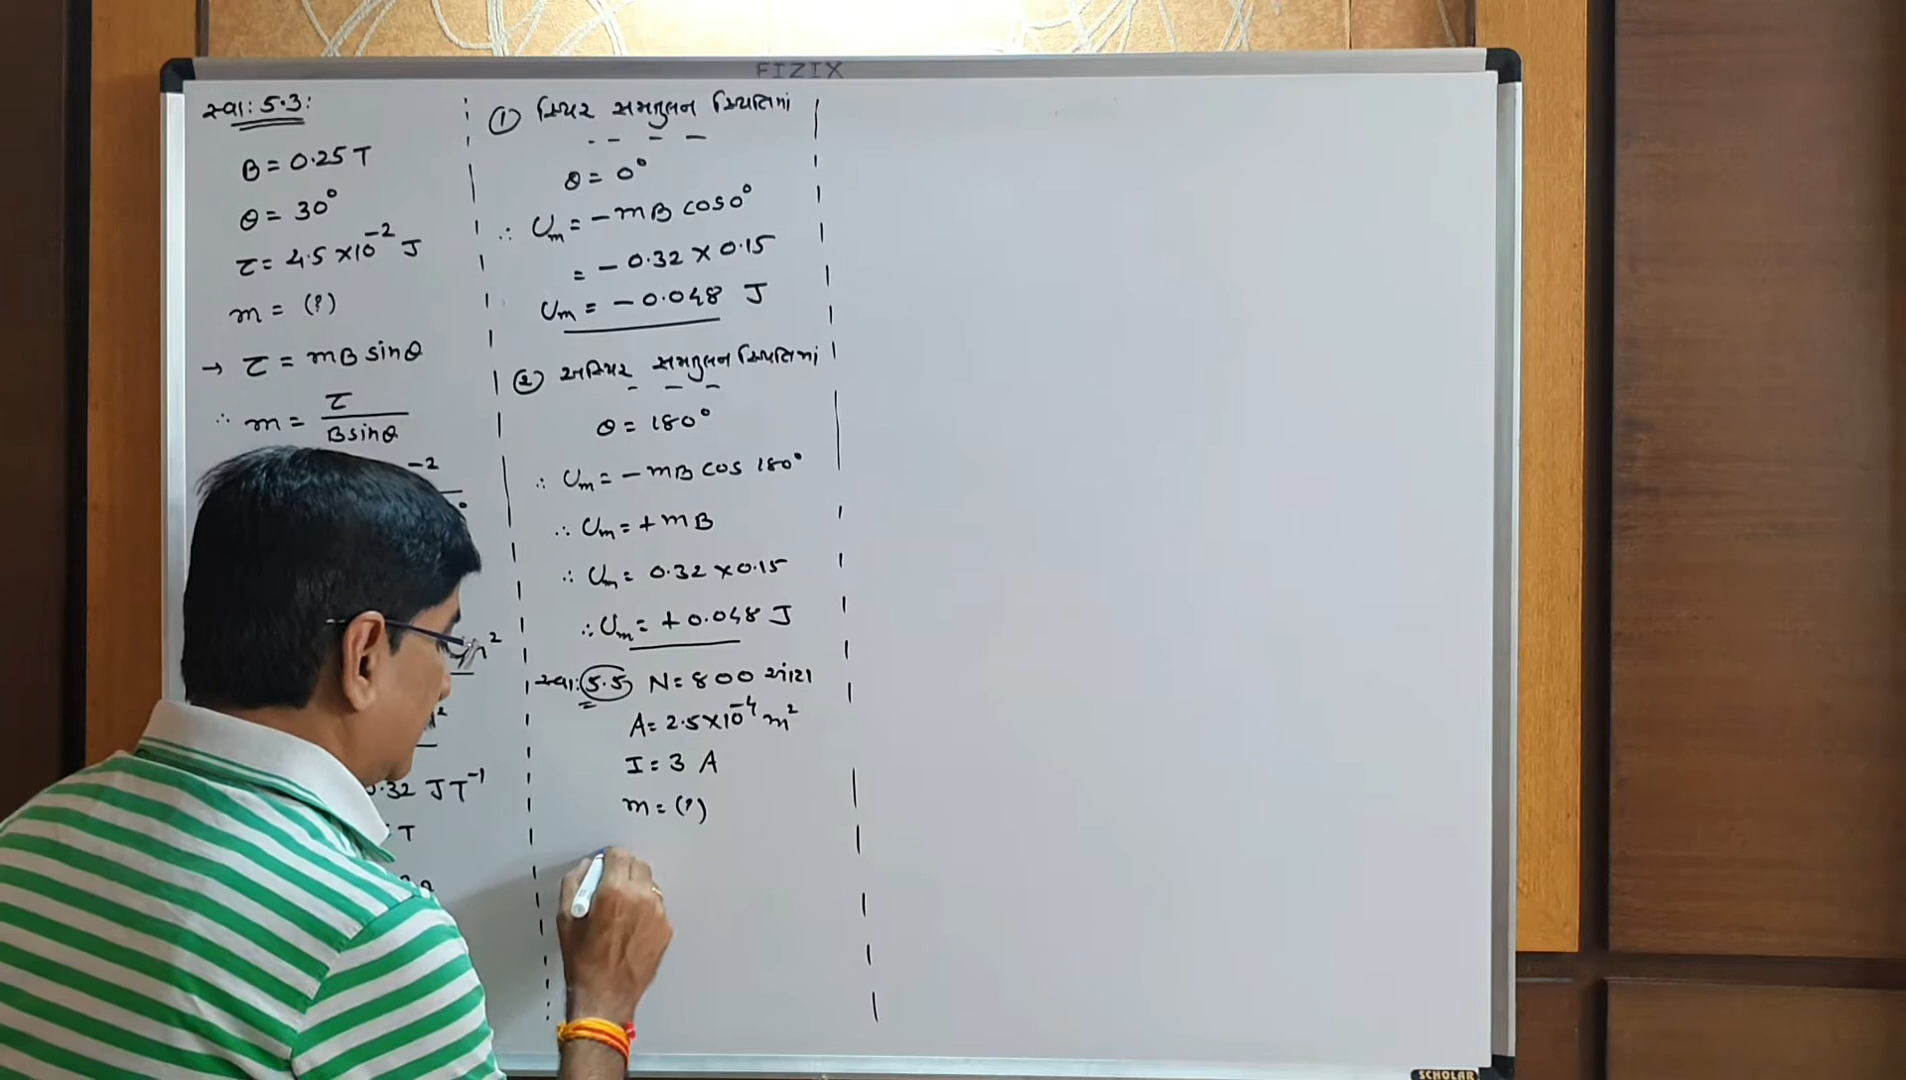 FIZIX
સ્વા: 5.3:
B = 0.25 T
θ = 30°
τ = 4.5 × 10⁻² J
m = (?)
→ τ = mB sinθ
∴ m = τ / B sinθ
⁻²
°
m²
0.32 J T⁻¹
T
① સ્થિર સમતુલન સ્થિતિમાં
θ = 0°
∴ Uₘ = - mB cos 0°
= - 0.32 × 0.15
Uₘ = - 0.048 J
② અસ્થિર સમતુલન સ્થિતિમાં
θ = 180°
∴ Uₘ = - mB cos 180°
∴ Uₘ = + mB
∴ Uₘ = 0.32 × 0.15
∴ Uₘ = + 0.048 J
સ્વા: 5.5 N = 800 આંટા
A = 2.5 × 10⁻⁴ m²
I = 3 A
m = (?)
SCHOLAR